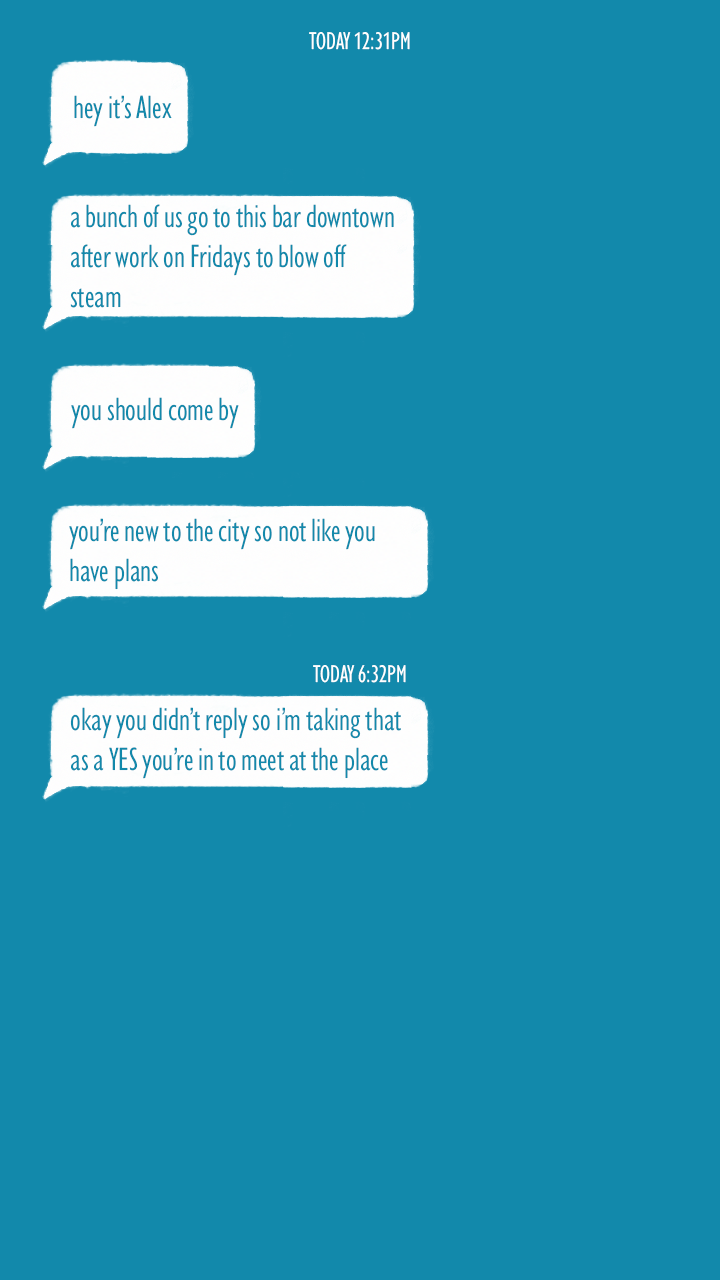 TODAY 12:31PM
hey it's Alex
a bunch of us go to this bar downtown
after work on Fridays to blow off
steam
you should come by
you're new to the city so not like you
have plans
TODAY 6:32PM
okay you didn't reply so i'm taking that
as a YES you're in to meet at the place